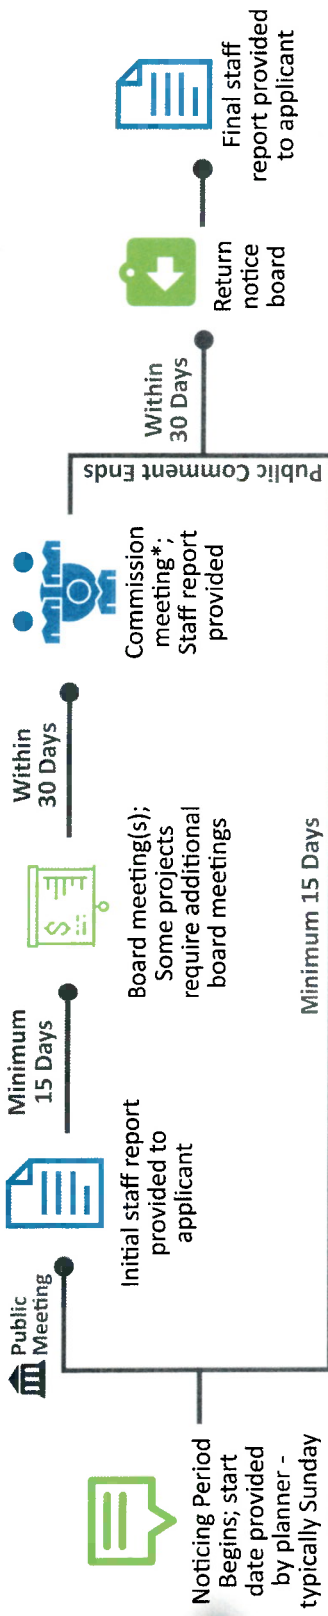 Noticing Period
Begins; start
date provided
by planner -
typically Sunday
Public
Meeting
Initial staff report
provided to
applicant
Minimum
15 Days
Board meeting(s);
Some projects
require additional
board meetings
Within
30 Days
Commission
meeting*;
Staff report
provided
Minimum 15 Days
Public Comment Ends
Within
30 Days
Return
notice
board
Final staff
report provided
to applicant